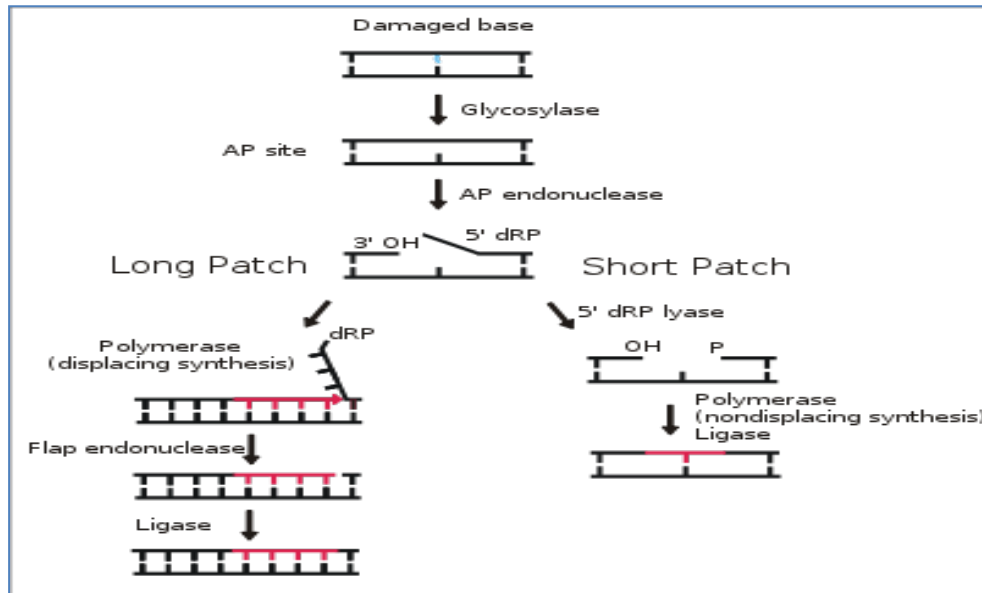 Damaged base
Glycosylase
AP site
AP endonuclease
3' OH
5' dRP
Long Patch
Short Patch
dRP
Polymerase
(displacing synthesis)
Flap endonuclease
Ligase
5' dRP lyase
OH
P
Polymerase
(nondisplacing synthesis)
Ligase